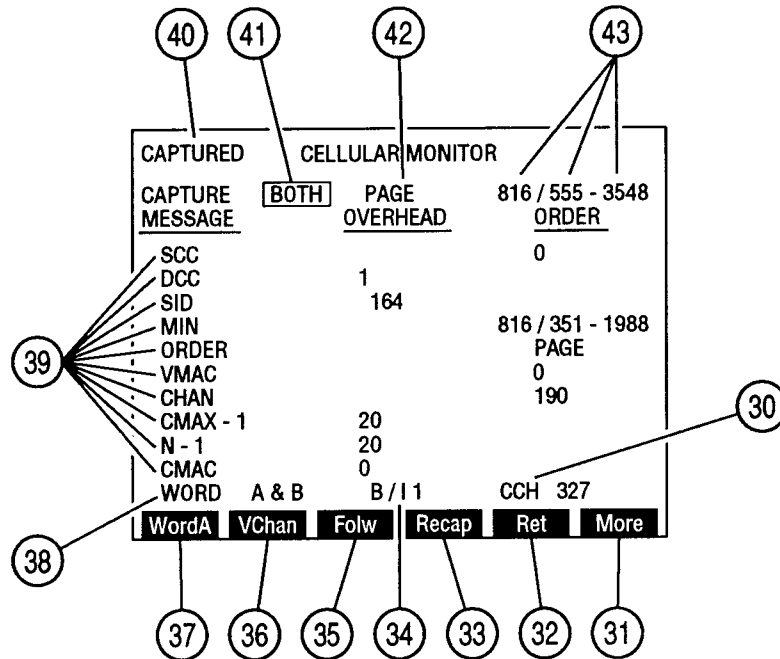 40 41 42 43
CAPTURED CELLULAR MONITOR
CAPTURE BOTH PAGE 816 / 555 - 3548
MESSAGE OVERHEAD ORDER
SCC 0
DCC 1
SID 164
MIN 816 / 351 - 1988
39 ORDER PAGE
VMAC 0
CHAN 190
30
CMAX - 1 20
N - 1 20
CMAC 0
WORD A & B B / I 1 CCH 327
WordA VChan Folw Recap Ret More
38
37 36 35 34 33 32 31